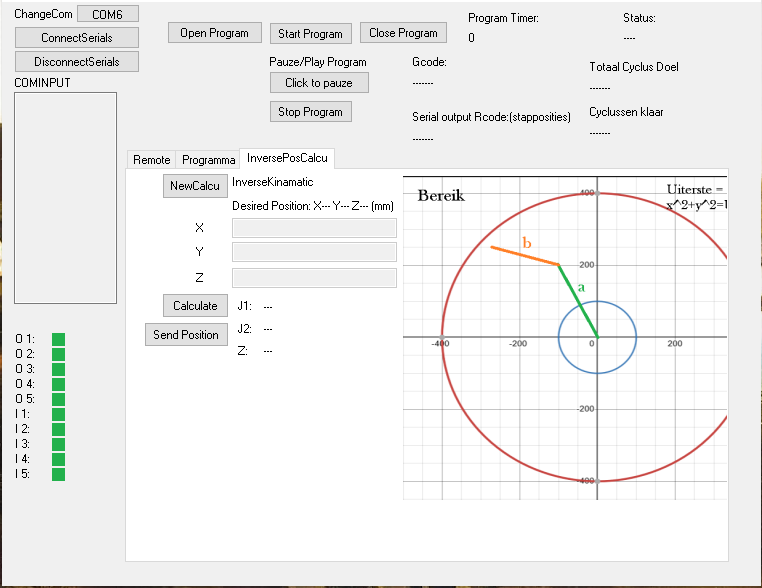 ChangeCom COM6
ConnectSerials
DisconnectSerials
COMINPUT
Open Program
Start Program
Close Program
Pause/Play Program
Click to pause
Stop Program
Program Timer:
0
Status:
----
Gcode:
-------
Totaal Cyclus Doel
-------
Serial output Rcode:(stapposities)
-------
Cyclussen klaar
-------
Remote Programma InversePosCalcu
NewCalcu InverseKinamatic
Desired Position: X--- Y--- Z--- (mm)
X
Y
Z
Calculate J1: ---
J2: ---
Send Position
Z: ---
Bereik
Uiterste =
x^2+y^2=1
400
b
200
a
-400 -200 0 200
-200
-400
O 1:
O 2:
O 3:
O 4:
O 5:
I 1:
I 2:
I 3:
I 4:
I 5: